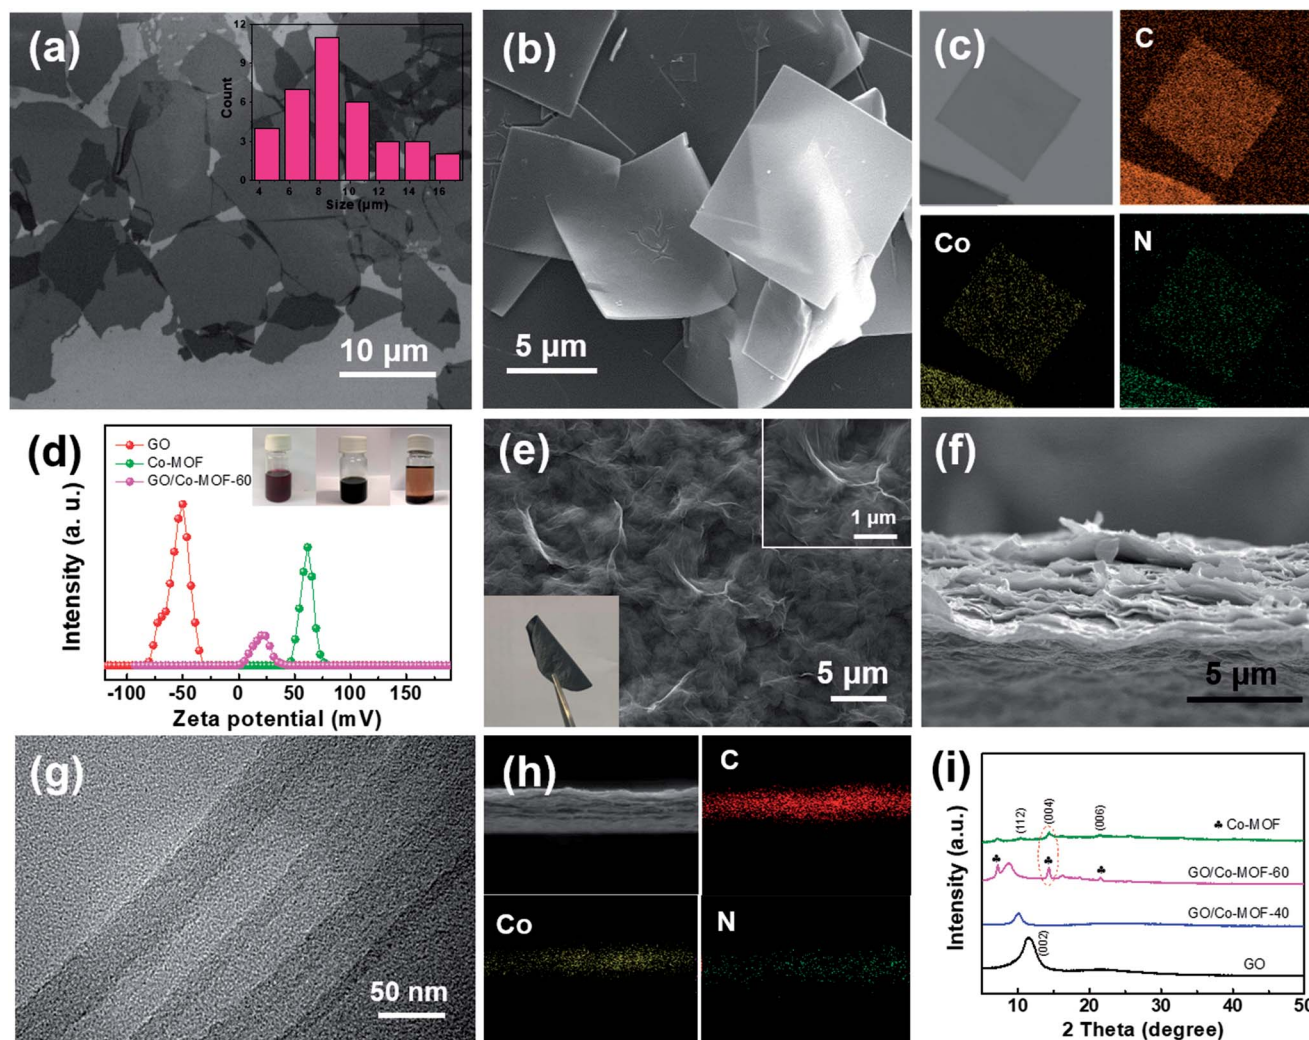 (a)
12
9
6
3
0
Count
4 6 8 10 12 14 16
Size (μm)
10 μm
(b)
5 μm
(c)
C
Co
N
(d)
GO
Co-MOF
GO/Co-MOF-60
Intensity (a. u.)
-100 -50 0 50 100 150
Zeta potential (mV)
(e)
1 μm
5 μm
(f)
5 μm
(g)
50 nm
(h)
C
Co
N
(i)
(112)
(004)
(006)
♣ Co-MOF
♣ ♣ ♣
GO/Co-MOF-60
GO/Co-MOF-40
(002)
GO
Intensity (a.u.)
10 20 30 40 50
2 Theta (degree)